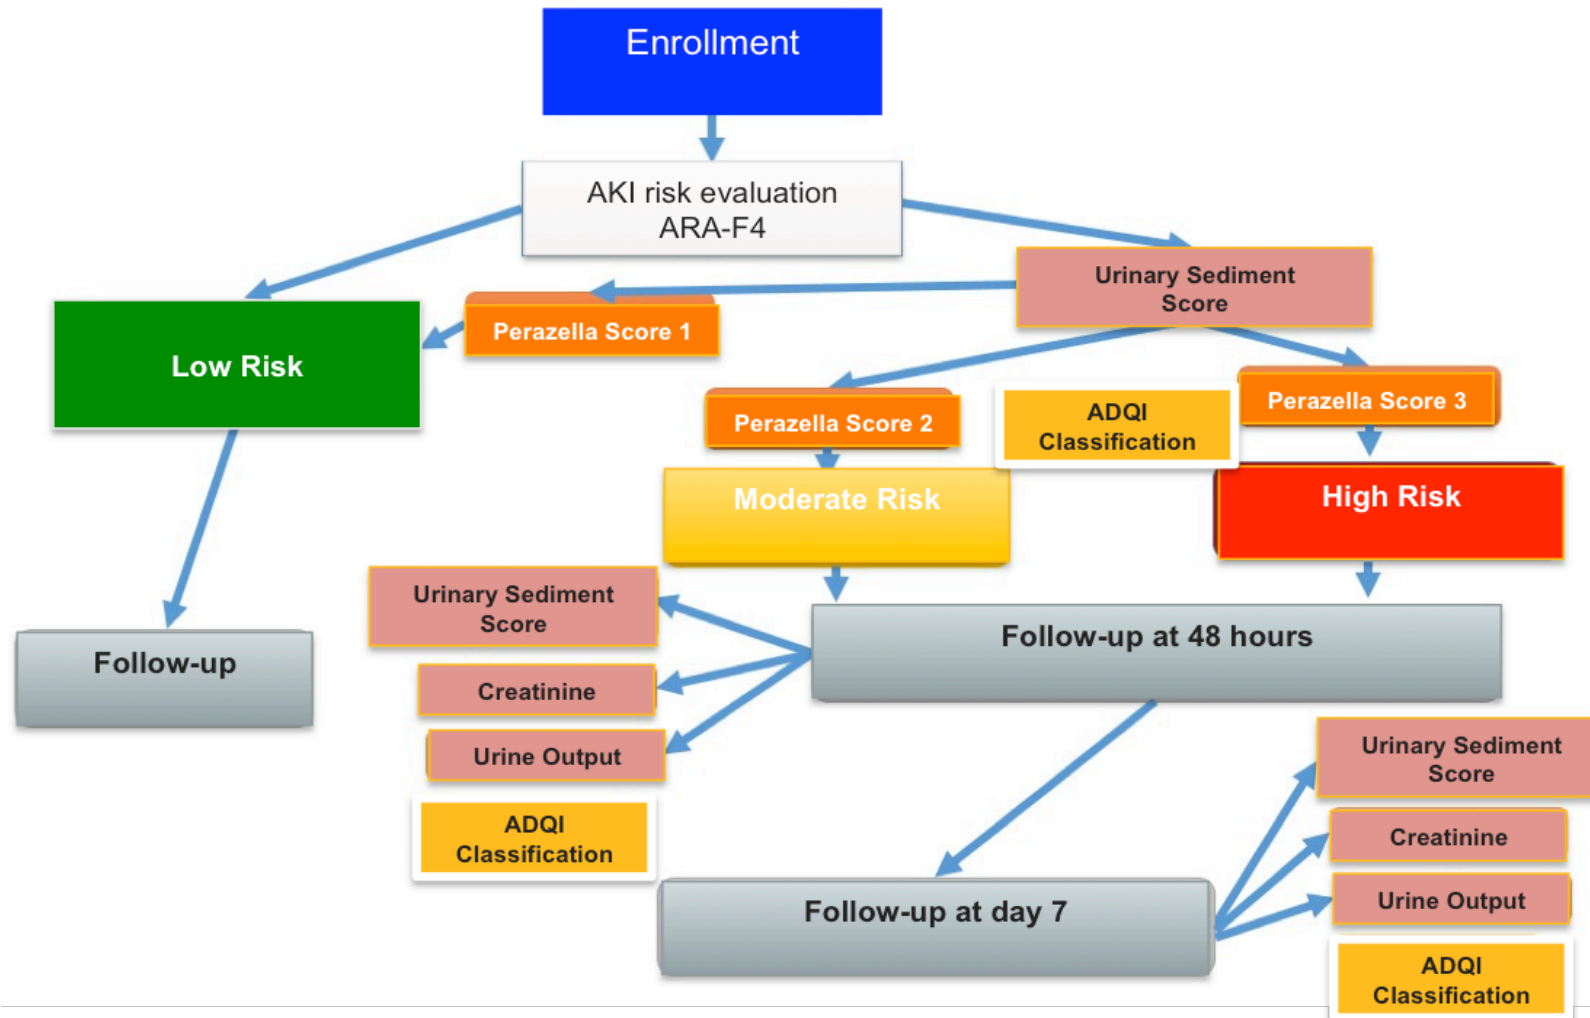 Enrollment
AKI risk evaluation
ARA-F4
Urinary Sediment
Score
Perazella Score 1
Low Risk
Perazella Score 2
ADQI
Classification
Perazella Score 3
Moderate Risk
High Risk
Urinary Sediment
Score
Creatinine
Urine Output
ADQI
Classification
Follow-up at 48 hours
Follow-up
Follow-up at day 7
Urinary Sediment
Score
Creatinine
Urine Output
ADQI
Classification